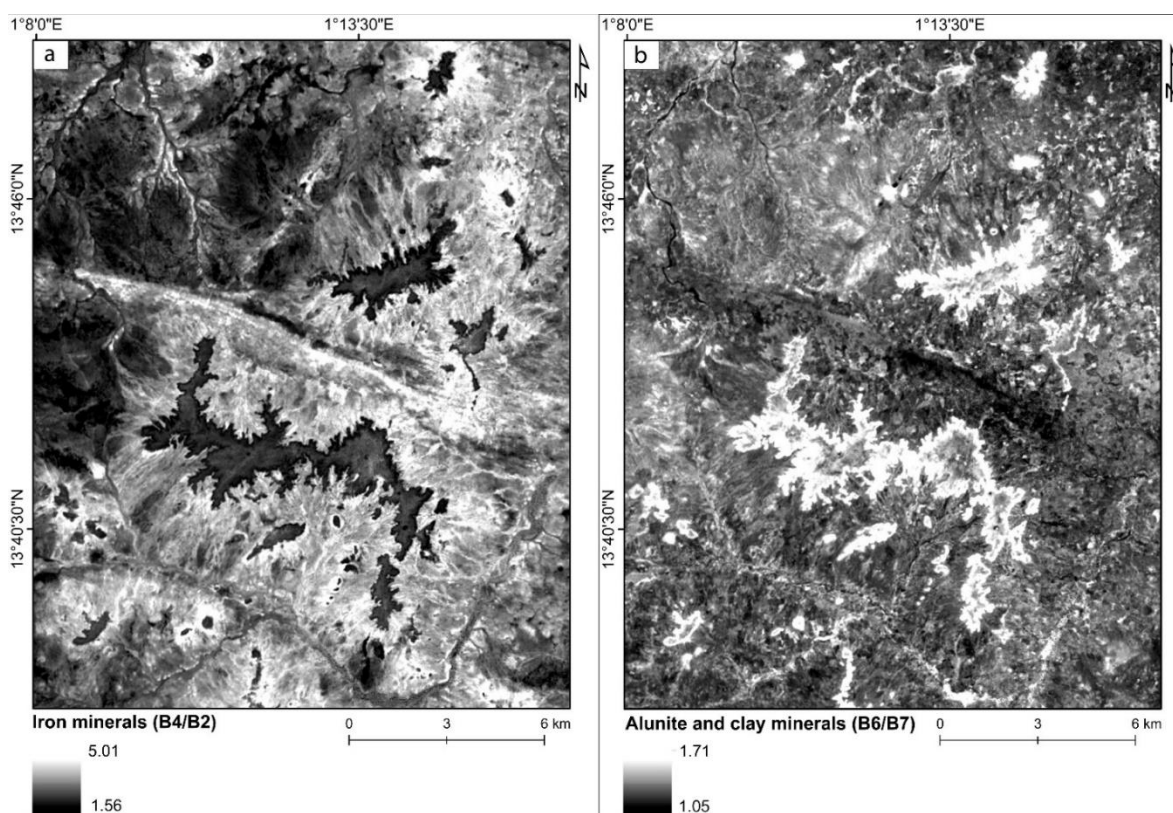 1°8'0"E
1°13'30"E
a
N
13°46'0"N
13°40'30"N
Iron minerals (B4/B2)
0 3 6 km
5.01
1.56
1°8'0"E
1°13'30"E
b
N
13°46'0"N
13°40'30"N
Alunite and clay minerals (B6/B7)
0 3 6 km
1.71
1.05